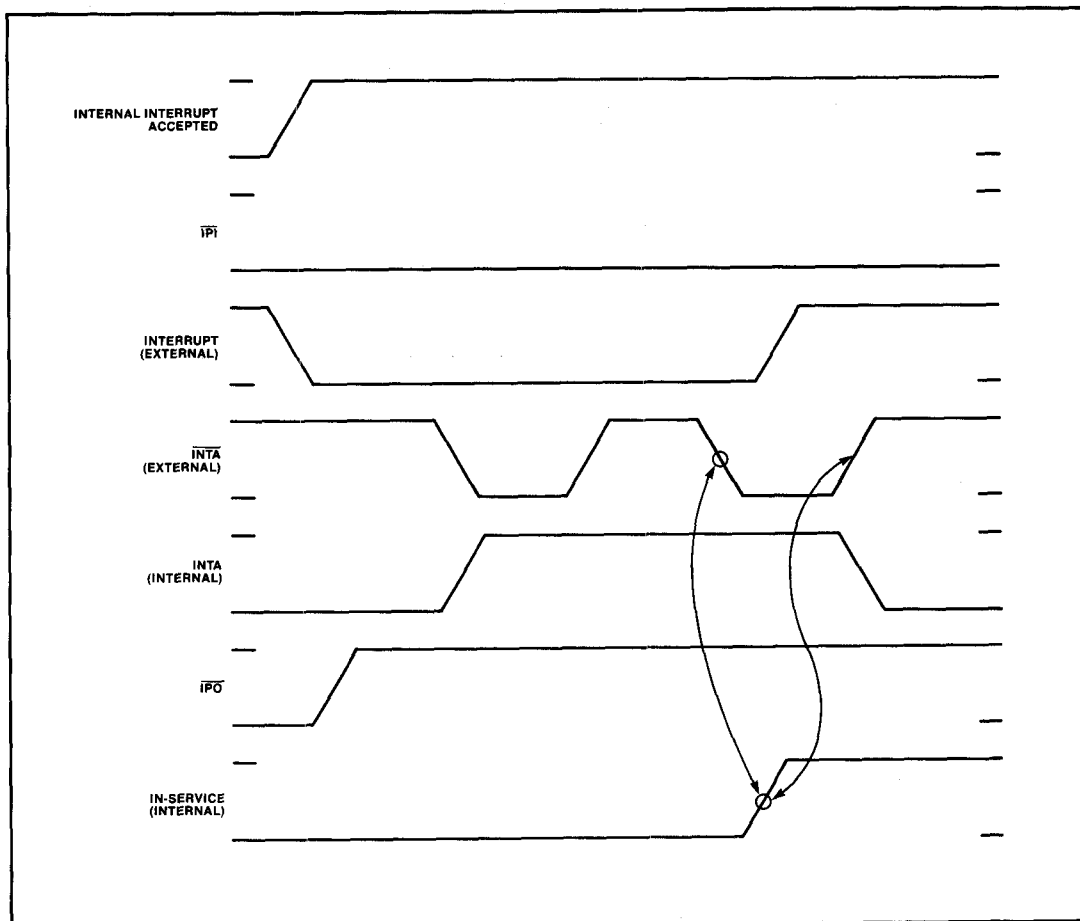 INTERNAL INTERRUPT
ACCEPTED
IPI
INTERRUPT
(EXTERNAL)
INTA
(EXTERNAL)
INTA
(INTERNAL)
IPO
IN-SERVICE
(INTERNAL)